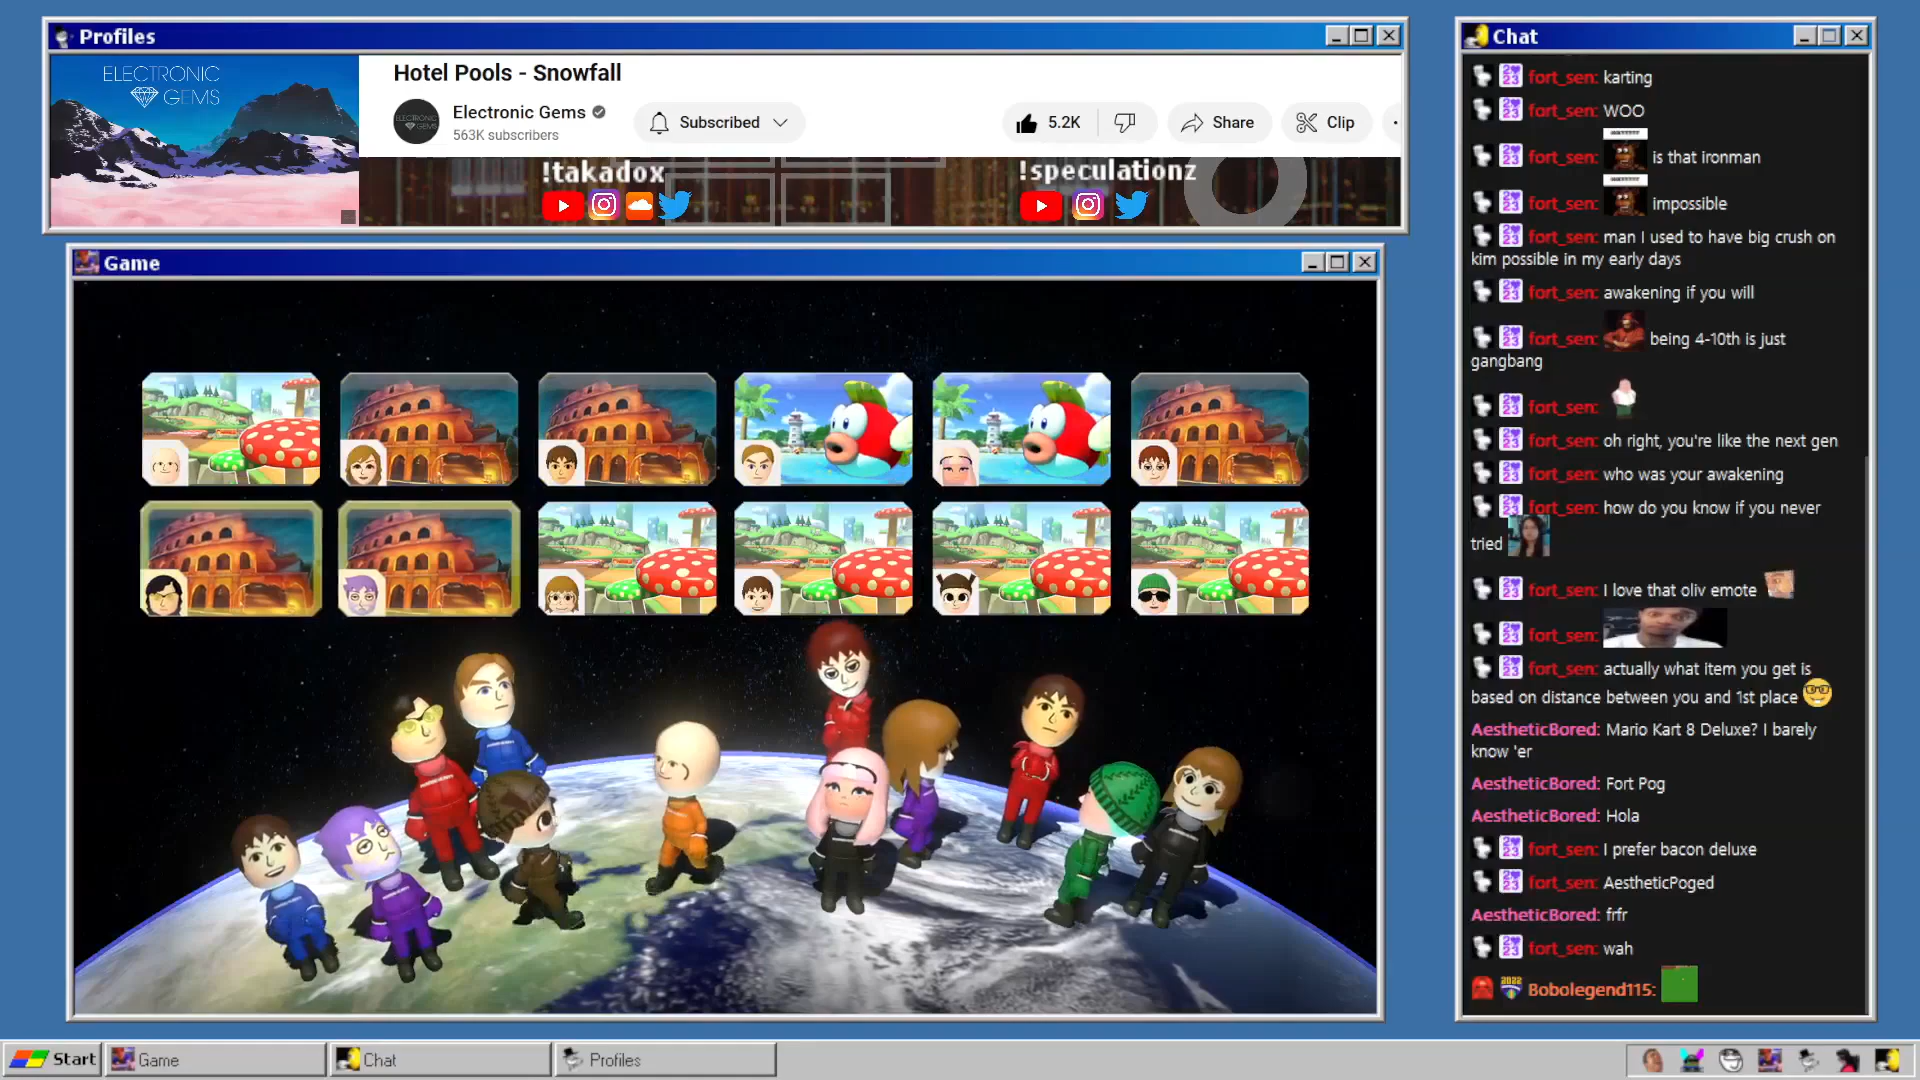 Profiles
ELECTRONIC
GEMS
Hotel Pools - Snowfall
Electronic Gems
563K subscribers
Subscribed
5.2K
Share
Clip
!takadox
!speculationz
Game
Chat
fort_sen: karting
fort_sen: WOO
fort_sen: is that ironman
fort_sen: impossible
fort_sen: man I used to have big crush on
kim possible in my early days
fort_sen: awakening if you will
fort_sen: being 4-10th is just
gangbang
fort_sen:
fort_sen: oh right, you're like the next gen
fort_sen: who was your awakening
fort_sen: how do you know if you never
tried
fort_sen: I love that oliv emote
fort_sen:
fort_sen: actually what item you get is
based on distance between you and 1st place
AestheticBored: Mario Kart 8 Deluxe? I barely
know 'er
AestheticBored: Fort Pog
AestheticBored: Hola
fort_sen: I prefer bacon deluxe
fort_sen: AestheticPoged
AestheticBored: frfr
fort_sen: wah
Bobolegend115:
Start
Game
Chat
Profiles